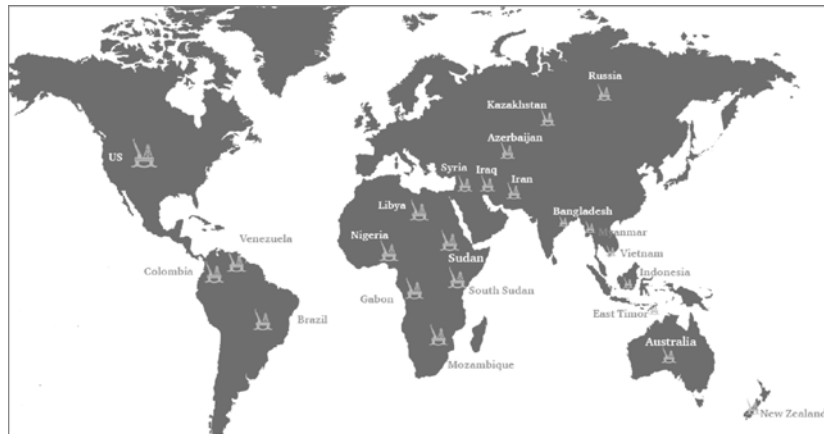 Russia
Kazakhstan
Azerbaijan
US
Syria
Iraq
Iran
Libya
Bangladesh
Myanmar
Nigeria
Venezuela
Vietnam
Sudan
Colombia
Indonesia
Gabon
South Sudan
East Timor
Brazil
Australia
Mozambique
New Zealand